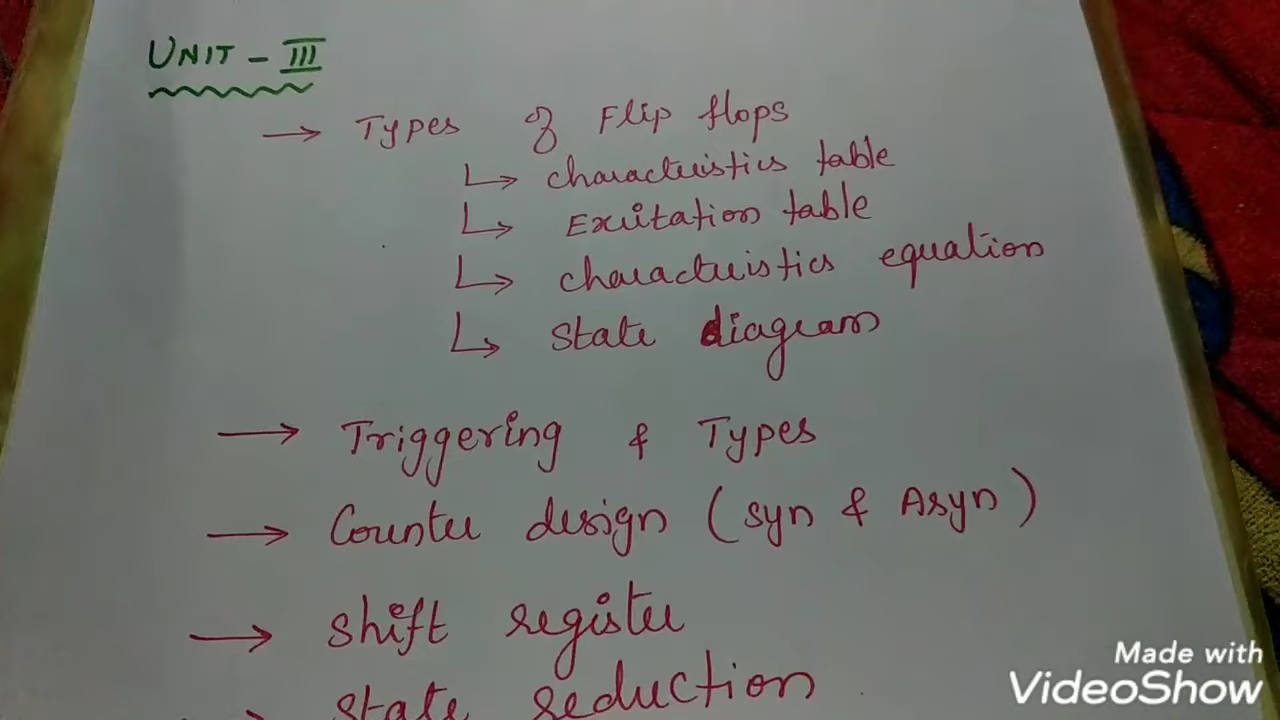 UNIT - III
→ Types of Flip flops
↳ characteristics table
↳ Excitation table
↳ characteristics equation
↳ state diagram
→ Triggering & Types
→ Counter design (syn & Asyn)
→ shift register
→ state reduction
Made with
VideoShow